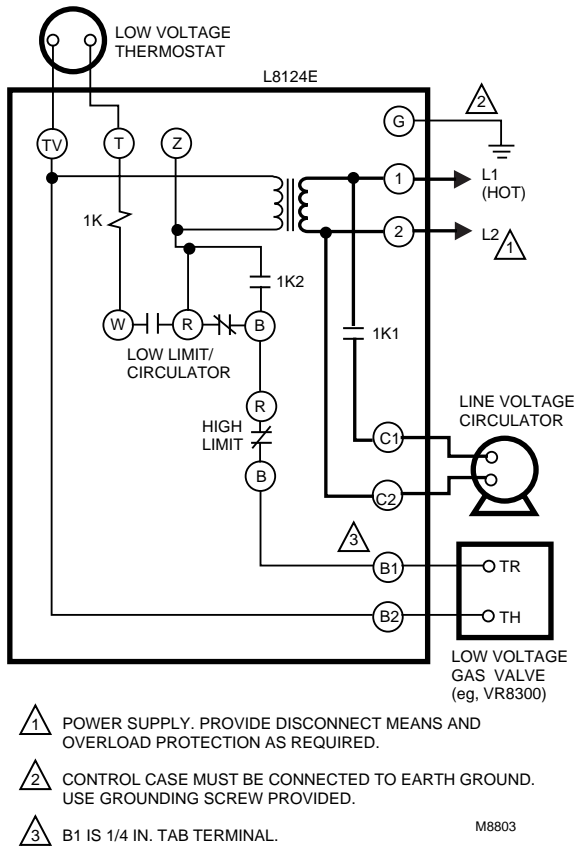 LOW VOLTAGE
THERMOSTAT
L8124E
TV
T
Z
G
2
1
L1
(HOT)
2
L2
1
1K
1K2
1K1
W
R
B
LOW LIMIT/
CIRCULATOR
R
HIGH
LIMIT
B
LINE VOLTAGE
CIRCULATOR
C1
C2
3
B1
TR
B2
TH
LOW VOLTAGE
GAS VALVE
(eg, VR8300)
1 POWER SUPPLY. PROVIDE DISCONNECT MEANS AND
OVERLOAD PROTECTION AS REQUIRED.
2 CONTROL CASE MUST BE CONNECTED TO EARTH GROUND.
USE GROUNDING SCREW PROVIDED.
3 B1 IS 1/4 IN. TAB TERMINAL.
M8803